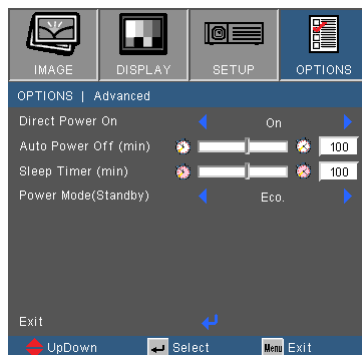 IMAGE DISPLAY SETUP OPTIONS
OPTIONS | Advanced
Direct Power On On
Auto Power Off (min) 100
Sleep Timer (min) 100
Power Mode(Standby) Eco.
Exit
UpDown Select Menu Exit